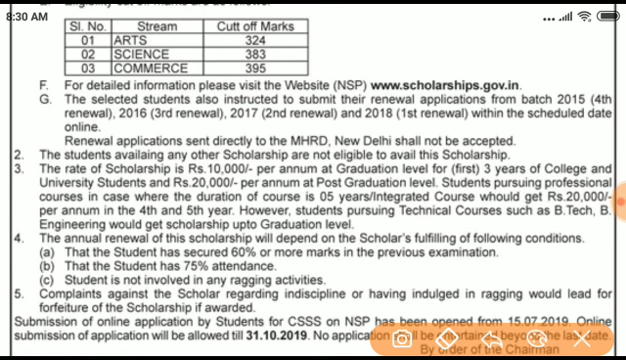 8:30 AM
Sl. No. Stream Cutt off Marks
01 ARTS 324
02 SCIENCE 383
03 COMMERCE 395
F. For detailed information please visit the Website (NSP) www.scholarships.gov.in.
G. The selected students also instructed to submit their renewal applications from batch 2015 (4th
renewal), 2016 (3rd renewal), 2017 (2nd renewal) and 2018 (1st renewal) within the scheduled date
online.
Renewal applications sent directly to the MHRD, New Delhi shall not be accepted.
2. The students availaing any other Scholarship are not eligible to avail this Scholarship.
3. The rate of Scholarship is Rs.10,000/- per annum at Graduation level for (first) 3 years of College and
University Students and Rs.20,000/- per annum at Post Graduation level. Students pursuing professional
courses in case where the duration of course is 05 years/Integrated Course whould get Rs.20,000/-
per annum in the 4th and 5th year. However, students pursuing Technical Courses such as B.Tech, B.
Engineering would get scholarship upto Graduation level.
4. The annual renewal of this scholarship will depend on the Scholar's fulfilling of following conditions.
(a) That the Student has secured 60% or more marks in the previous examination.
(b) That the Student has 75% attendance.
(c) Student is not involved in any ragging activities.
5. Complaints against the Scholar regarding indiscipline or having indulged in ragging would lead for
forfeiture of the Scholarship if awarded.
Submission of online application by Students for CSSS on NSP has been opened from 15.07.2019. Online
submission of application will be allowed till 31.10.2019. No application be entertained beyond the last date.
By order of the Chairman